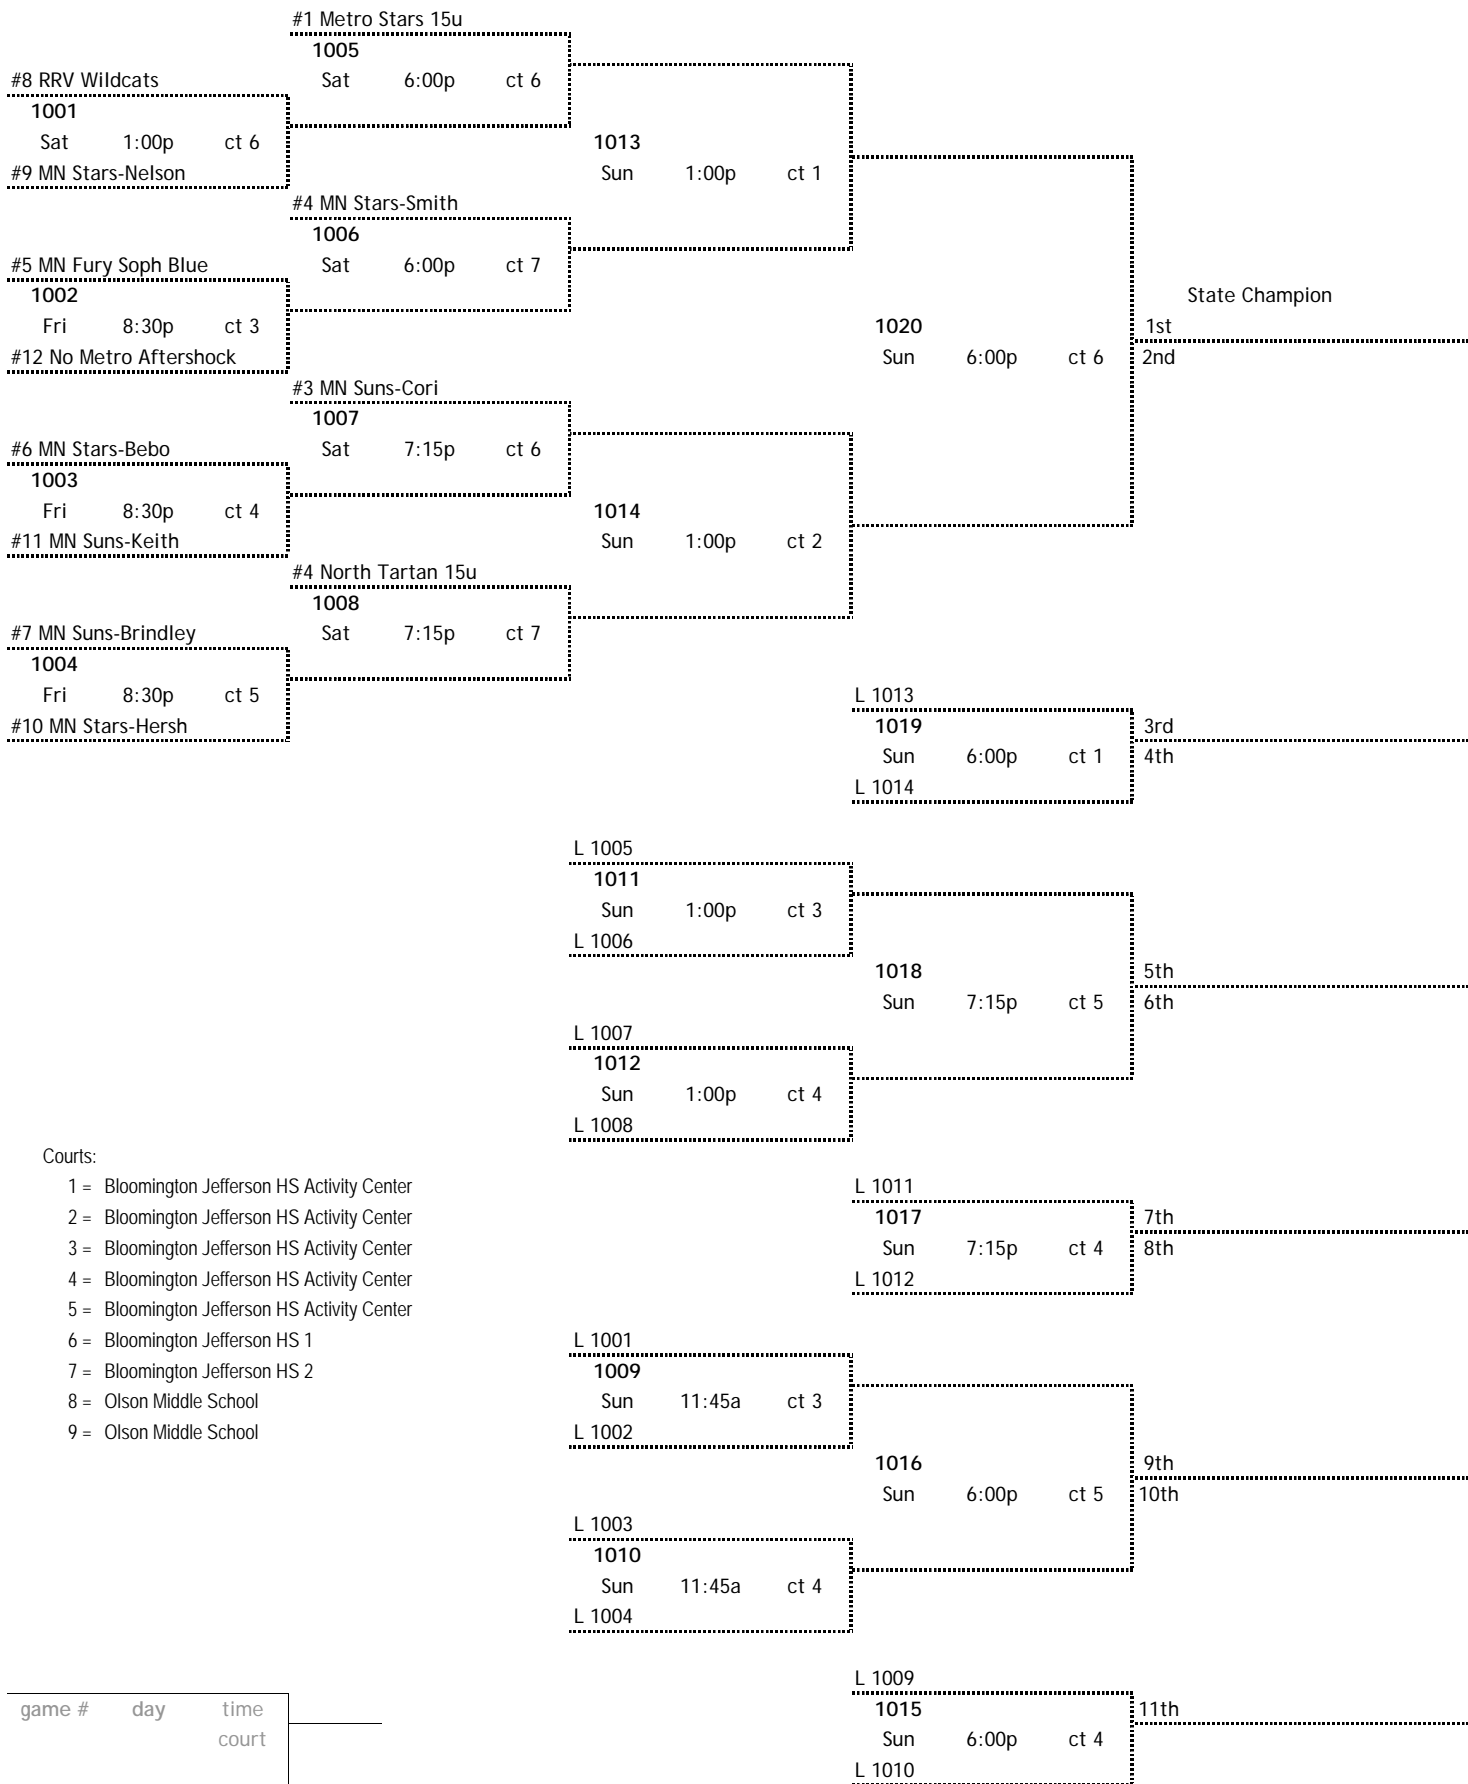 #1 Metro Stars 15u
1005
Sat 6:00p ct 6
#8 RRV Wildcats
1001
Sat 1:00p ct 6
#9 MN Stars-Nelson
1013
Sun 1:00p ct 1
#4 MN Stars-Smith
1006
Sat 6:00p ct 7
#5 MN Fury Soph Blue
1002
Fri 8:30p ct 3
#12 No Metro Aftershock
State Champion
1020
Sun 6:00p ct 6
1st
2nd
#3 MN Suns-Cori
1007
Sat 7:15p ct 6
#6 MN Stars-Bebo
1003
Fri 8:30p ct 4
#11 MN Suns-Keith
1014
Sun 1:00p ct 2
#4 North Tartan 15u
1008
Sat 7:15p ct 7
#7 MN Suns-Brindley
1004
Fri 8:30p ct 5
#10 MN Stars-Hersh
L 1013
1019
Sun 6:00p ct 1
L 1014
3rd
4th
L 1005
1011
Sun 1:00p ct 3
L 1006
1018
Sun 7:15p ct 5
5th
6th
L 1007
1012
Sun 1:00p ct 4
L 1008
Courts:
1 = Bloomington Jefferson HS Activity Center
2 = Bloomington Jefferson HS Activity Center
3 = Bloomington Jefferson HS Activity Center
4 = Bloomington Jefferson HS Activity Center
5 = Bloomington Jefferson HS Activity Center
6 = Bloomington Jefferson HS 1
7 = Bloomington Jefferson HS 2
8 = Olson Middle School
9 = Olson Middle School
L 1011
1017
Sun 7:15p ct 4
L 1012
7th
8th
L 1001
1009
Sun 11:45a ct 3
L 1002
1016
Sun 6:00p ct 5
9th
10th
L 1003
1010
Sun 11:45a ct 4
L 1004
L 1009
1015
Sun 6:00p ct 4
L 1010
11th
game # day time
court